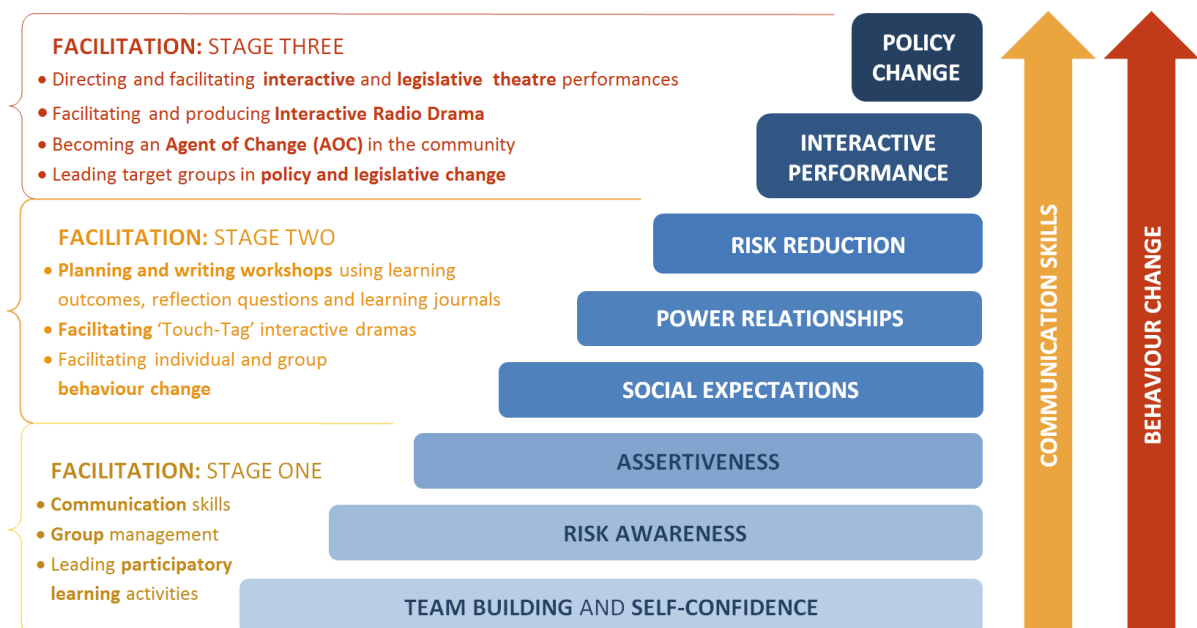 FACILITATION: STAGE THREE
• Directing and facilitating interactive and legislative theatre performances
• Facilitating and producing Interactive Radio Drama
• Becoming an Agent of Change (AOC) in the community
• Leading target groups in policy and legislative change
FACILITATION: STAGE TWO
• Planning and writing workshops using learning
outcomes, reflection questions and learning journals
• Facilitating ‘Touch-Tag’ interactive dramas
• Facilitating individual and group
behaviour change
FACILITATION: STAGE ONE
• Communication skills
• Group management
• Leading participatory
learning activities
POLICY
CHANGE
INTERACTIVE
PERFORMANCE
RISK REDUCTION
POWER RELATIONSHIPS
SOCIAL EXPECTATIONS
ASSERTIVENESS
RISK AWARENESS
TEAM BUILDING AND SELF-CONFIDENCE
COMMUNICATION SKILLS
BEHAVIOUR CHANGE